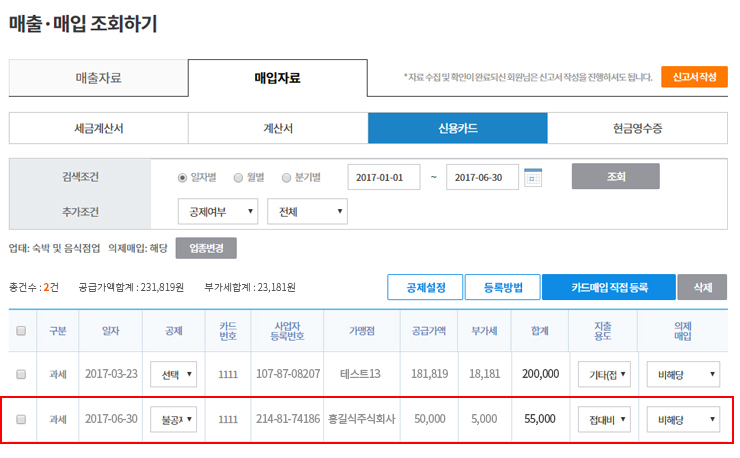 매출·매입 조회하기
매출자료 매입자료 *자료 수집 및 확인이 완료되신 회원님은 신고서 작성을 진행하셔도 됩니다. 신고서 작성
세금계산서 계산서 신용카드 현금영수증
검색조건 일자별 월별 분기별 2017-01-01 ~ 2017-06-30 조회
추가조건 공제여부 전체
업태: 숙박 및 음식점업 의제매입: 해당 업종변경
총건수 : 2건 공급가액합계 : 231,819원 부가세합계 : 23,181원 공제설정 등록방법 카드매입 직접 등록 삭제
구분 일자 공제 카드 번호 사업자 등록번호 가맹점 공급가액 부가세 합계 지출 용도 의제 매입
과세 2017-03-23 선택 1111 107-87-08207 테스트13 181,819 18,181 200,000 기타(접 비해당
과세 2017-06-30 불공제 1111 214-81-74186 홍길식주식회사 50,000 5,000 55,000 접대비 비해당